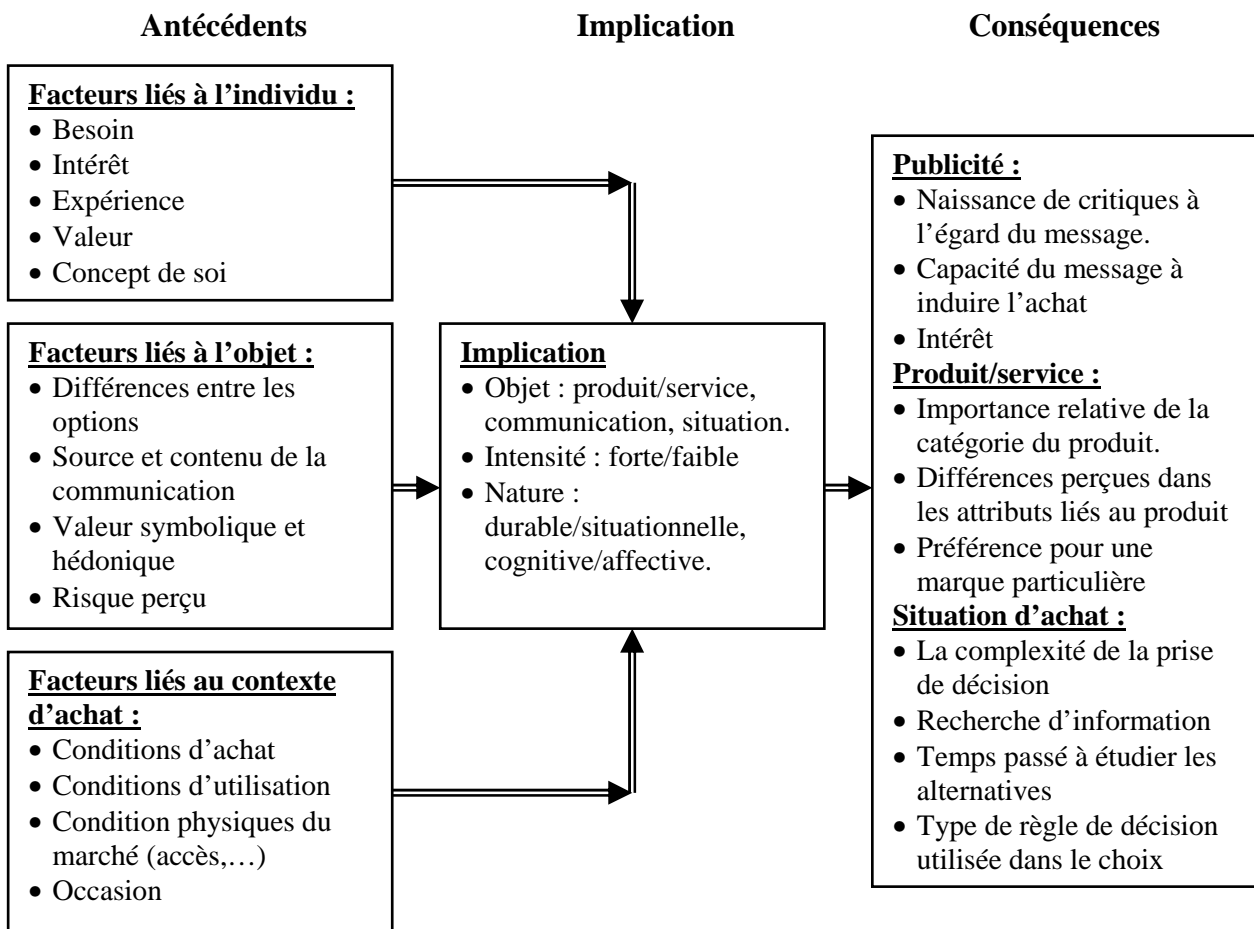 Antécédents
Implication
Conséquences
Facteurs liés à l’individu :
• Besoin
• Intérêt
• Expérience
• Valeur
• Concept de soi
Facteurs liés à l’objet :
• Différences entre les
options
• Source et contenu de la
communication
• Valeur symbolique et
hédonique
• Risque perçu
Facteurs liés au contexte
d’achat :
• Conditions d’achat
• Conditions d’utilisation
• Condition physiques du
marché (accès,…)
• Occasion
Implication
• Objet : produit/service,
communication, situation.
• Intensité : forte/faible
• Nature :
durable/situationnelle,
cognitive/affective.
Publicité :
• Naissance de critiques à
l’égard du message.
• Capacité du message à
induire l’achat
• Intérêt
Produit/service :
• Importance relative de la
catégorie du produit.
• Différences perçues dans
les attributs liés au produit
• Préférence pour une
marque particulière
Situation d’achat :
• La complexité de la prise
de décision
• Recherche d’information
• Temps passé à étudier les
alternatives
• Type de règle de décision
utilisée dans le choix